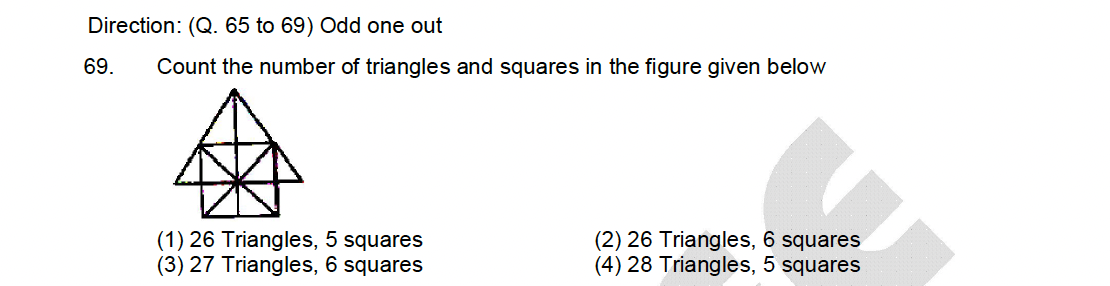 Direction: (Q. 65 to 69) Odd one out
69. Count the number of triangles and squares in the figure given below
(1) 26 Triangles, 5 squares (2) 26 Triangles, 6 squares
(3) 27 Triangles, 6 squares (4) 28 Triangles, 5 squares